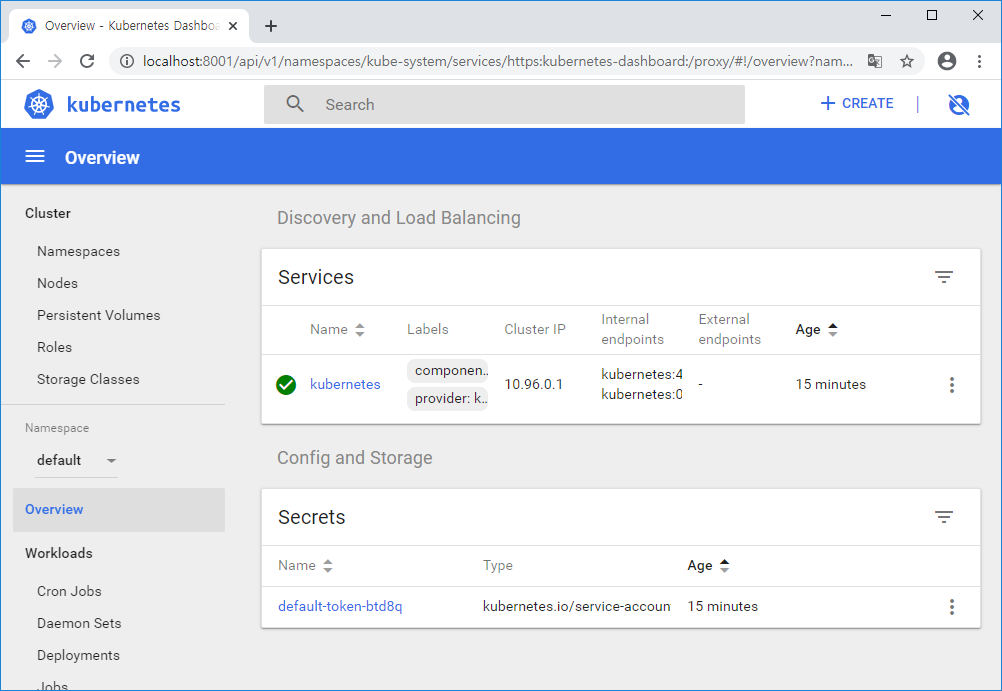 Overview - Kubernetes Dashboa
localhost:8001/api/v1/namespaces/kube-system/services/https:kubernetes-dashboard:/proxy/#!/overview?nam...
kubernetes
Search
+ CREATE
Overview
Cluster
Namespaces
Nodes
Persistent Volumes
Roles
Storage Classes
Namespace
default
Overview
Workloads
Cron Jobs
Daemon Sets
Deployments
Jobs
Discovery and Load Balancing
Services
Name Labels Cluster IP Internal endpoints External endpoints Age
kubernetes componen.. provider: k.. 10.96.0.1 kubernetes:4 kubernetes:0 - 15 minutes
Config and Storage
Secrets
Name Type Age
default-token-btd8q kubernetes.io/service-accoun 15 minutes